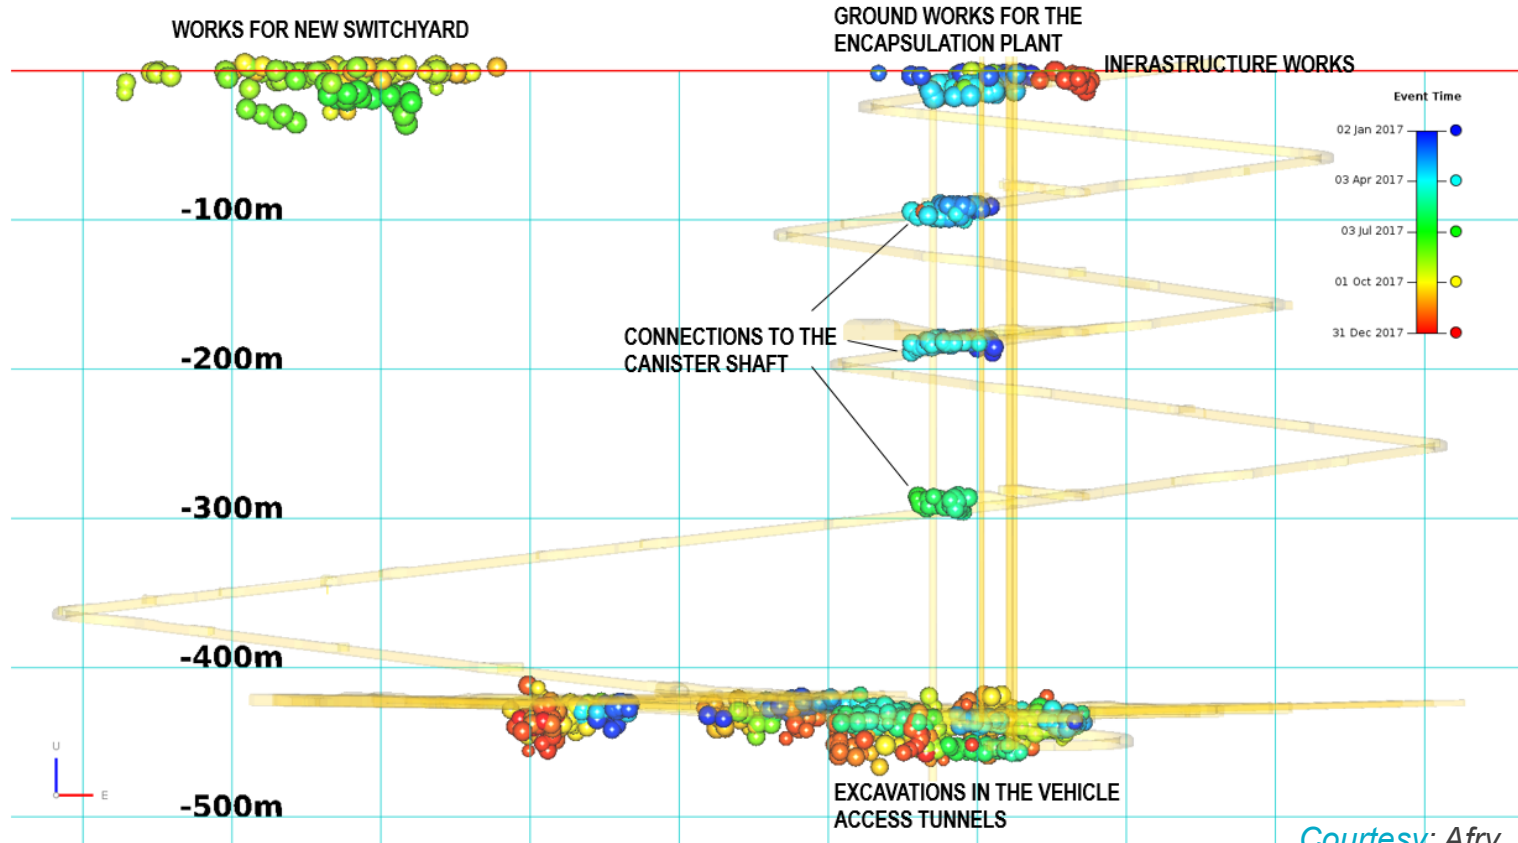 WORKS FOR NEW SWITCHYARD
GROUND WORKS FOR THE
ENCAPSULATION PLANT
INFRASTRUCTURE WORKS
Event Time
02 Jan 2017
03 Apr 2017
03 Jul 2017
01 Oct 2017
31 Dec 2017
-100m
CONNECTIONS TO THE
CANISTER SHAFT
-200m
-300m
-400m
U
E
-500m
EXCAVATIONS IN THE VEHICLE
ACCESS TUNNELS
Courtesy: Afry